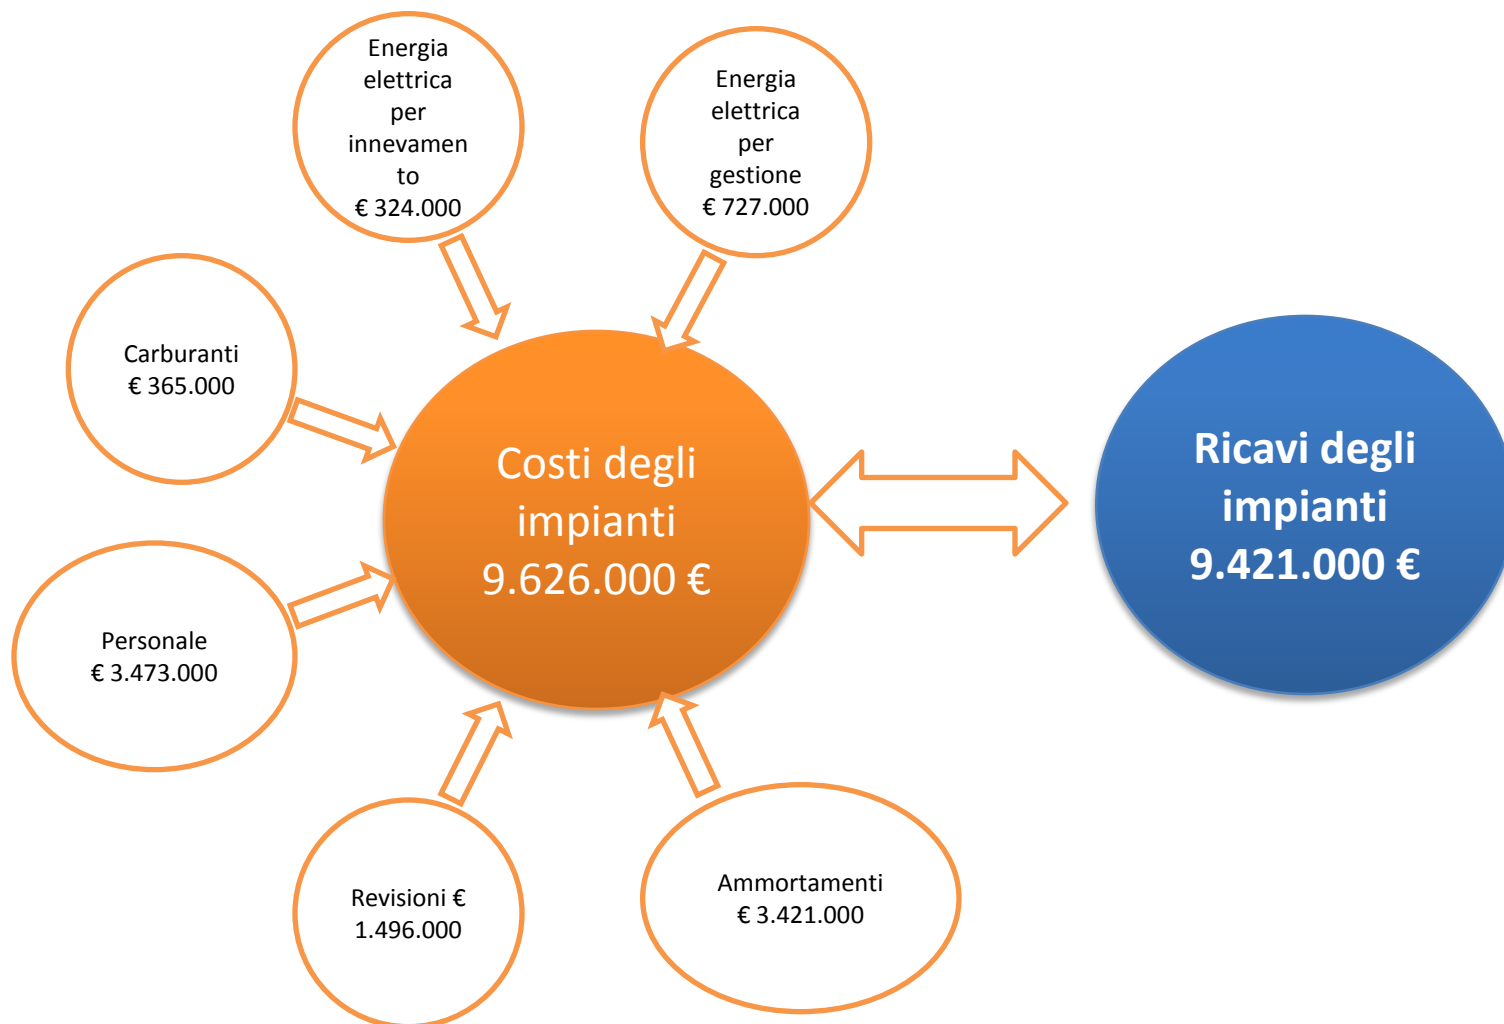 Energia
elettrica
per
innevamen
to
€ 324.000
Energia
elettrica
per
gestione
€ 727.000
Carburanti
€ 365.000
Costi degli
impianti
9.626.000 €
Ricavi degli
impianti
9.421.000 €
Personale
€ 3.473.000
Revisioni €
1.496.000
Ammortamenti
€ 3.421.000